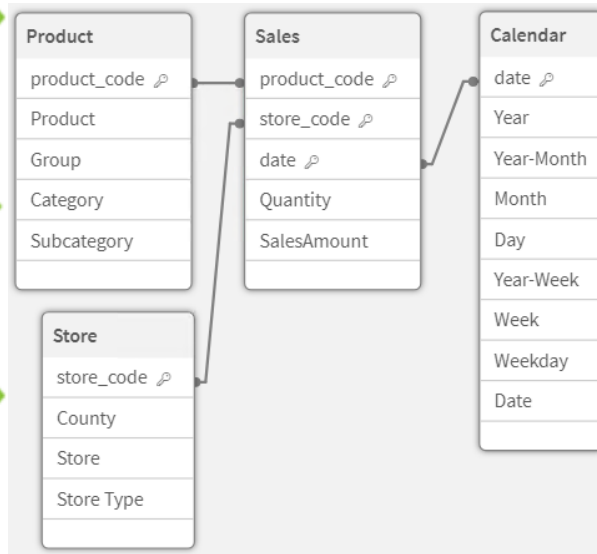 Product
product_code
Product
Group
Category
Subcategory
Sales
product_code
store_code
date
Quantity
SalesAmount
Calendar
date
Year
Year-Month
Month
Day
Year-Week
Week
Weekday
Date
Store
store_code
County
Store
Store Type